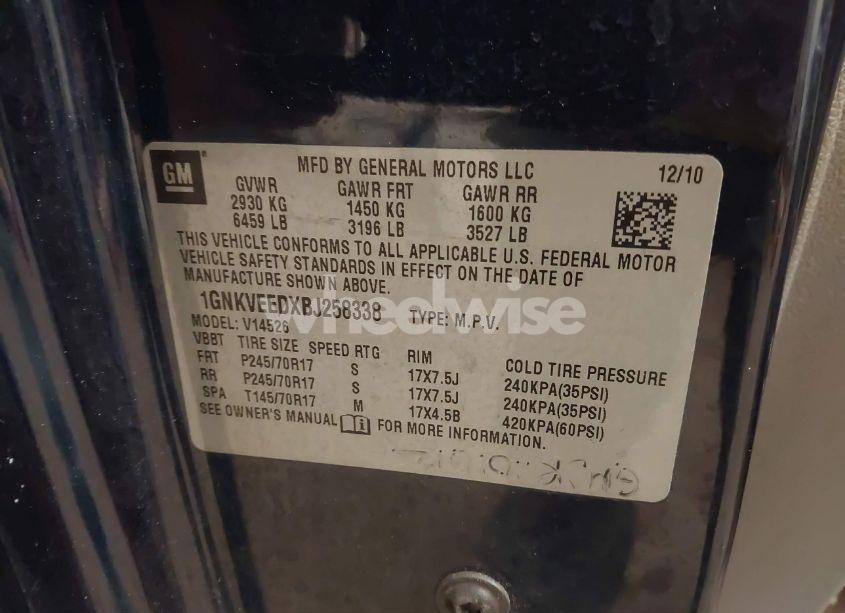 GM
MFD BY GENERAL MOTORS LLC 12/10
GVWR GAWR FRT GAWR RR
2930 KG 1450 KG 1600 KG
6459 LB 3196 LB 3527 LB
THIS VEHICLE CONFORMS TO ALL APPLICABLE U.S. FEDERAL MOTOR
VEHICLE SAFETY STANDARDS IN EFFECT ON THE DATE OF
MANUFACTURE SHOWN ABOVE.
1GNKVEEDXBJ258338 TYPE: M.P.V.
wheelwise
MODEL: V14526
VBBT TIRE SIZE SPEED RTG RIM COLD TIRE PRESSURE
FRT P245/70R17 S 17X7.5J 240KPA(35PSI)
RR P245/70R17 S 17X7.5J 240KPA(35PSI)
SPA T145/70R17 M 17X4.5B 420KPA(60PSI)
SEE OWNER'S MANUAL FOR MORE INFORMATION.